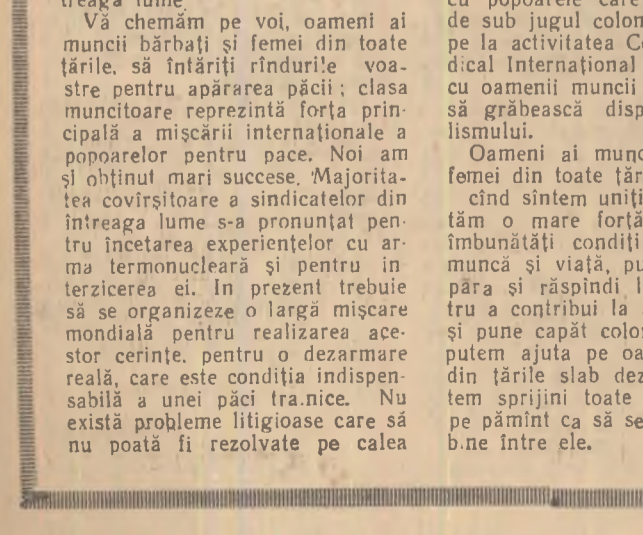 treaga lume.
Vă chemăm pe voi, oameni ai
muncii bărbați și femei din toate
țările. să întăriți rîndurile voa-
stre pentru apărarea păcii ; clasa
muncitoare reprezintă forța prin-
cipală a mișcării internaționale a
popoarelor pentru pace. Noi am
și obținut mari succese. Majorita-
tea covîrșitoare a sindicatelor din
întreaga lume s-a pronunțat pen-
tru încetarea experiențelor cu ar-
ma termonucleară și pentru in
terzicerea ei. In prezent trebuie
să se organizeze o largă mișcare
mondială pentru realizarea ace-
stor cerințe. pentru o dezarmare
reală, care este condiția indispen-
sabilă a unei păci tra.nice. Nu
există probleme litigioase care să
nu poată fi rezolvate pe calea
cu popoarele care
de sub jugul colon
pe la activitatea C
dical Internațional
cu oamenii muncii
să grăbească disp
lismului.
Oameni ai munc
femei din toate țăr
cînd sîntem uniți
tăm o mare forță
îmbunătăți condiți
muncă și viață, pu
păra și răspîndi l
tru a contribui la
și pune capăt colo
putem ajuta pe oa
din țările slab dez
tem sprijini toate
pe pămînt ca să se
b.ne între ele.